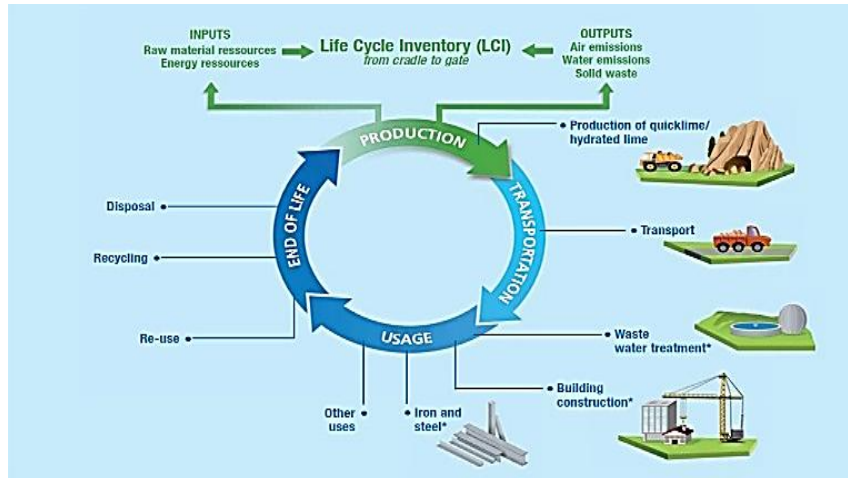 INPUTS
Raw material ressources
Energy ressources
Life Cycle Inventory (LCI)
from cradle to gate
OUTPUTS
Air emissions
Water emissions
Solid waste
PRODUCTION
• Production of quicklime/
hydrated lime
TRANSPORTATION
• Transport
USAGE
• Waste
water treatment*
• Building
construction*
• Iron and
steel*
Other
uses •
END OF LIFE
Re-use •
Recycling •
Disposal •